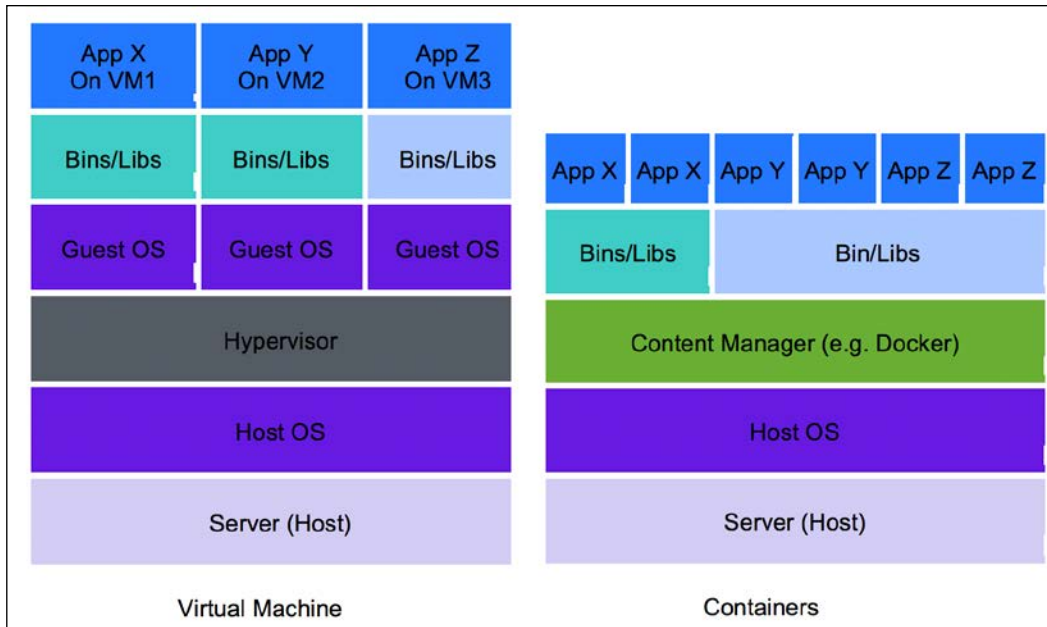 App X
On VM1
App Y
On VM2
App Z
On VM3
Bins/Libs
Bins/Libs
Bins/Libs
Guest OS
Guest OS
Guest OS
Hypervisor
Host OS
Server (Host)
Virtual Machine
App X
App X
App Y
App Y
App Z
App Z
Bins/Libs
Bin/Libs
Content Manager (e.g. Docker)
Host OS
Server (Host)
Containers